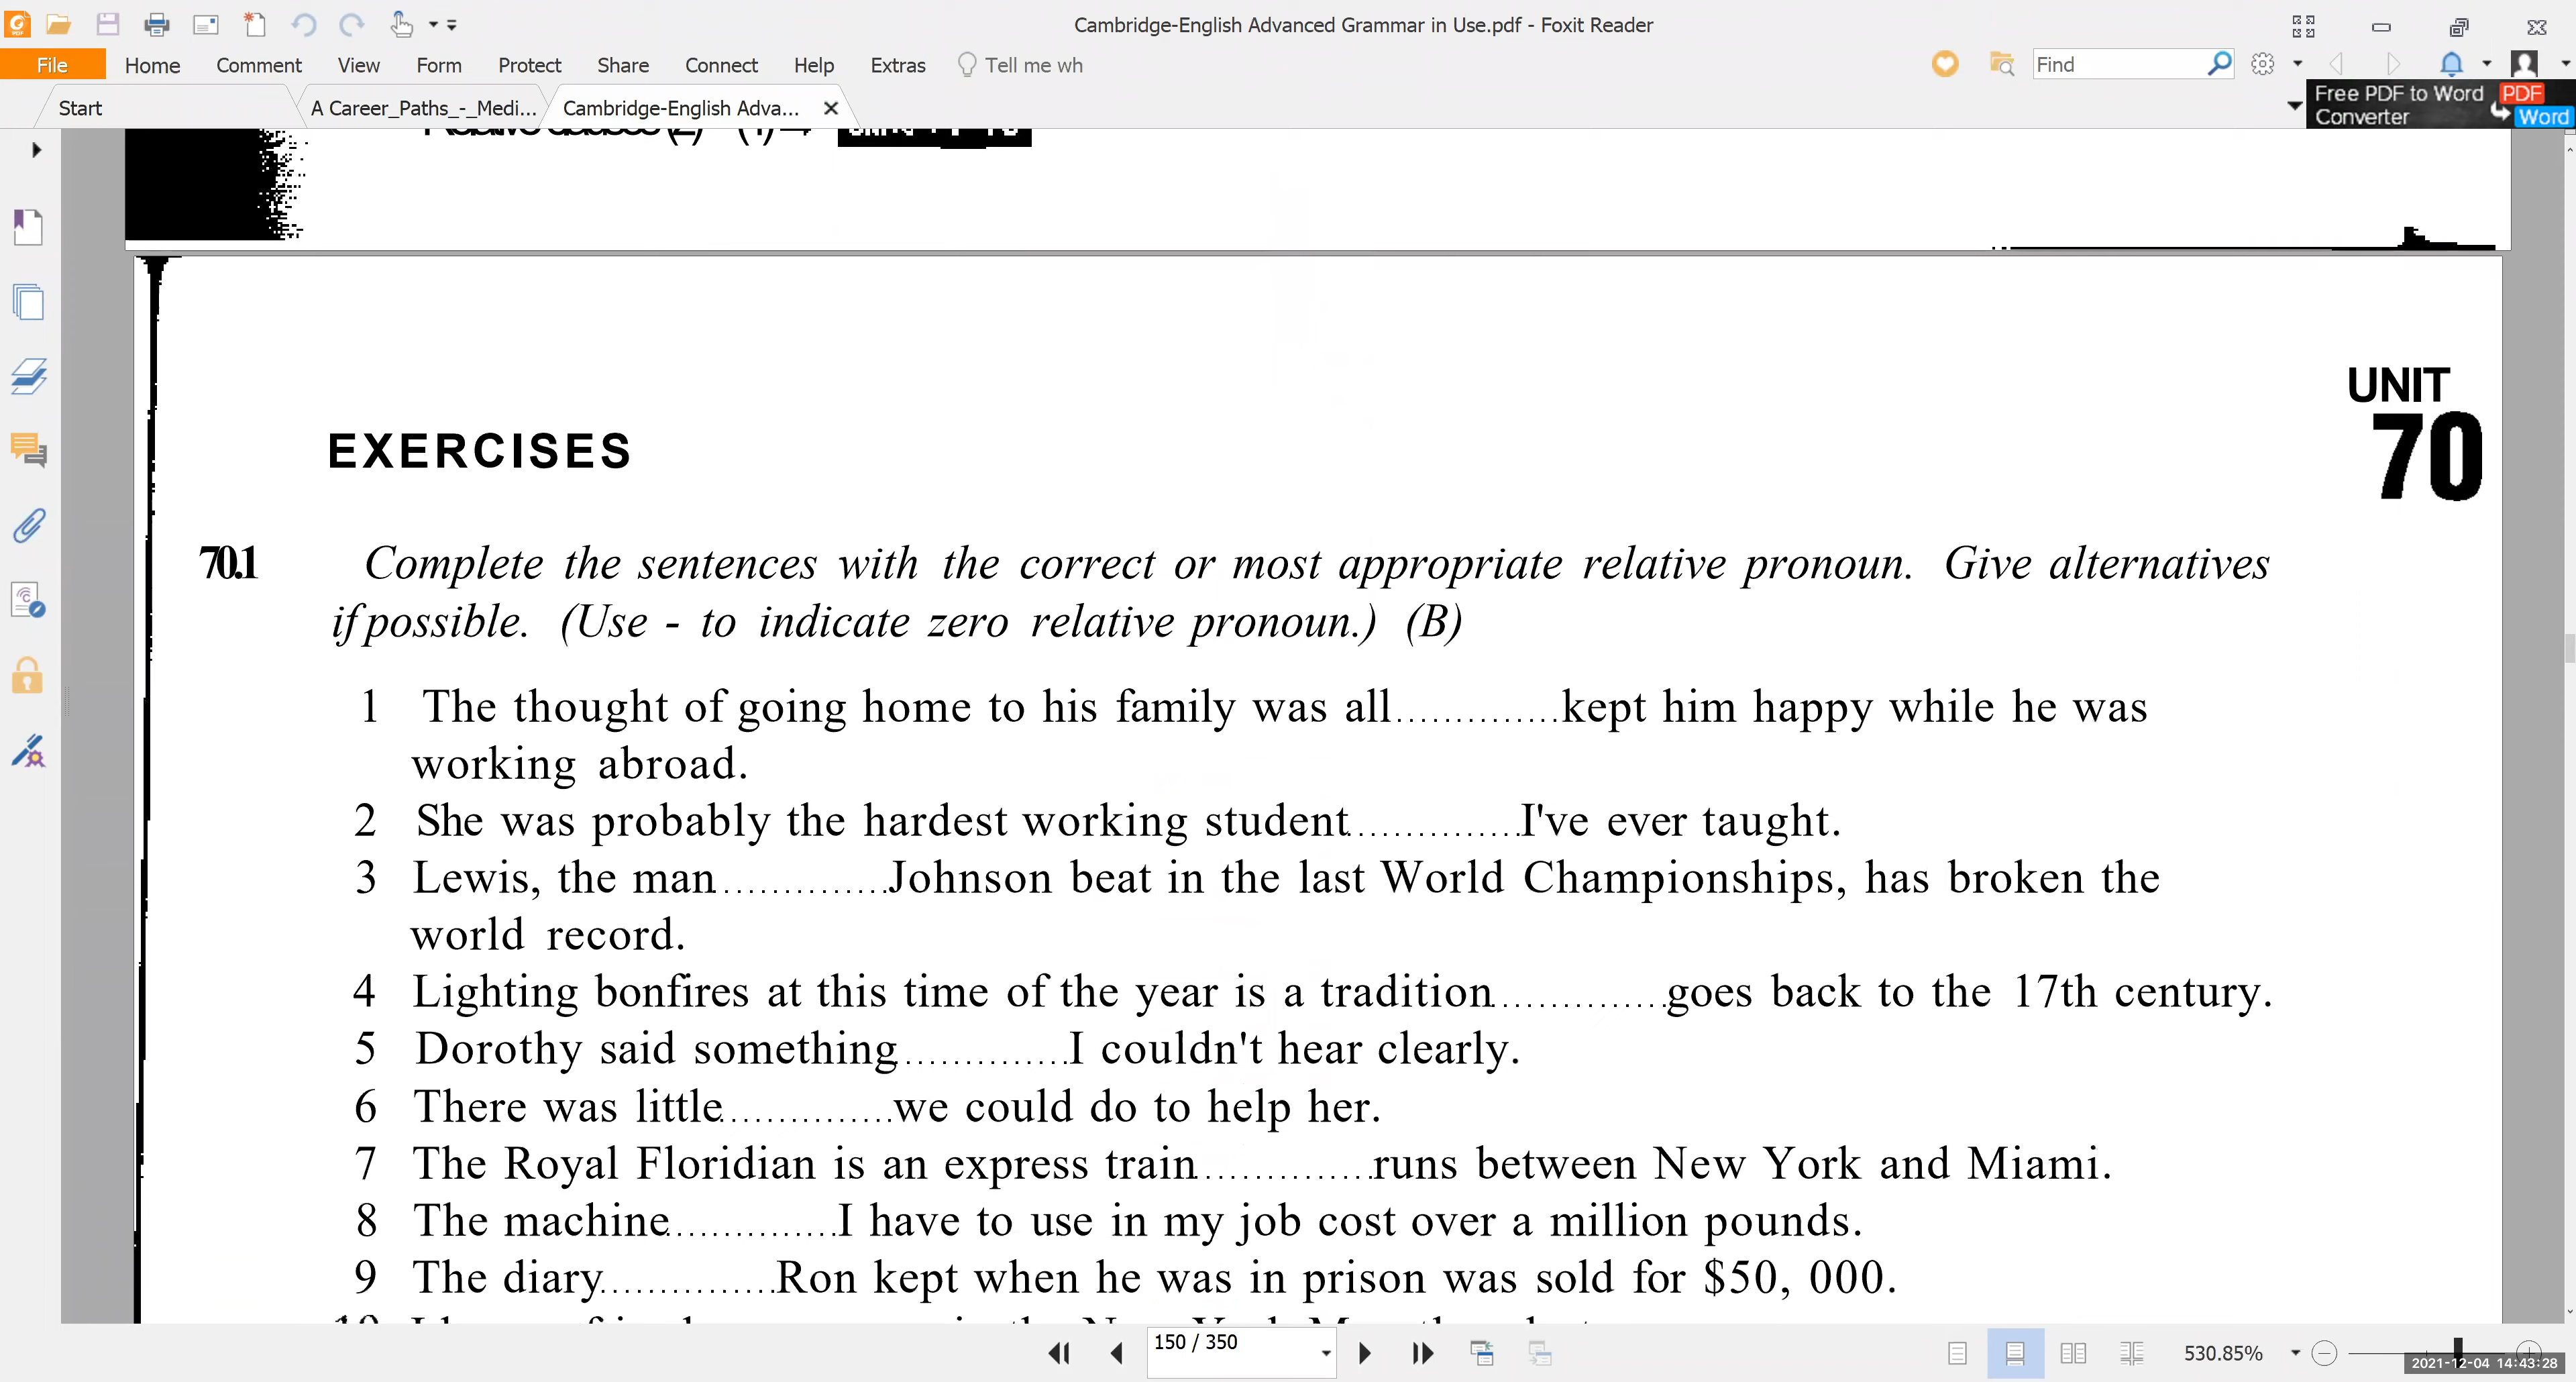 Cambridge-English Advanced Grammar in Use.pdf - Foxit Reader
File Home Comment View Form Protect Share Connect Help Extras Tell me wh Find
Start A Career_Paths_-_Medi... Cambridge-English Adva...
Free PDF to Word PDF
Converter Word
UNIT
70
EXERCISES
70.1 Complete the sentences with the correct or most appropriate relative pronoun. Give alternatives
if possible. (Use - to indicate zero relative pronoun.) (B)
1 The thought of going home to his family was all..............kept him happy while he was
working abroad.
2 She was probably the hardest working student..............I've ever taught.
3 Lewis, the man..............Johnson beat in the last World Championships, has broken the
world record.
4 Lighting bonfires at this time of the year is a tradition..............goes back to the 17th century.
5 Dorothy said something..............I couldn't hear clearly.
6 There was little..............we could do to help her.
7 The Royal Floridian is an express train..............runs between New York and Miami.
8 The machine..............I have to use in my job cost over a million pounds.
9 The diary..............Ron kept when he was in prison was sold for $50, 000.
150 / 350 530.85%
2021-12-04 14:43:28